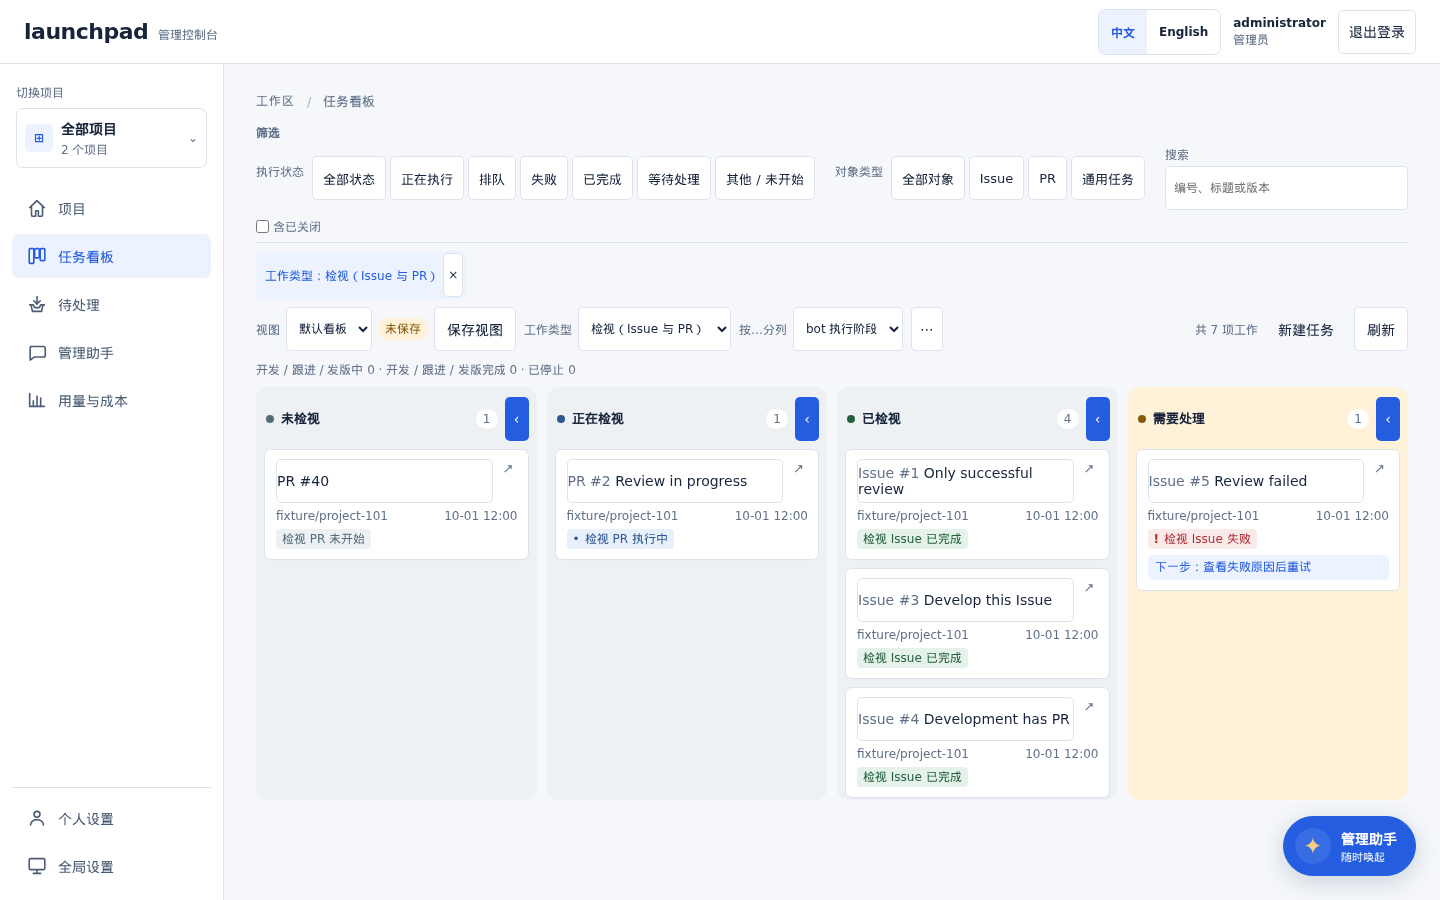 launchpad 管理控制台
中文 English
administrator
管理员
退出登录
切换项目
全部项目
2 个项目
项目
任务看板
待处理
管理助手
用量与成本
个人设置
全局设置
工作区 / 任务看板
筛选
执行状态 全部状态 正在执行 排队 失败 已完成 等待处理 其他 / 未开始
对象类型 全部对象 Issue PR 通用任务
搜索
编号、标题或版本
含已关闭
工作类型：检视（Issue 与 PR） ×
视图 默认看板 未保存 保存视图 工作类型 检视（Issue 与 PR） 按...分列 bot 执行阶段 ...
共 7 项工作 新建任务 刷新
开发 / 跟进 / 发版中 0 · 开发 / 跟进 / 发版完成 0 · 已停止 0
未检视 1 ‹
PR #40 ↗
fixture/project-101 10-01 12:00
检视 PR 未开始
正在检视 1 ‹
PR #2 Review in progress ↗
fixture/project-101 10-01 12:00
• 检视 PR 执行中
已检视 4 ‹
Issue #1 Only successful
review ↗
fixture/project-101 10-01 12:00
检视 Issue 已完成
Issue #3 Develop this Issue ↗
fixture/project-101 10-01 12:00
检视 Issue 已完成
Issue #4 Development has PR ↗
fixture/project-101 10-01 12:00
检视 Issue 已完成
需要处理 1 ‹
Issue #5 Review failed ↗
fixture/project-101 10-01 12:00
! 检视 Issue 失败
下一步：查看失败原因后重试
管理助手
随时唤起